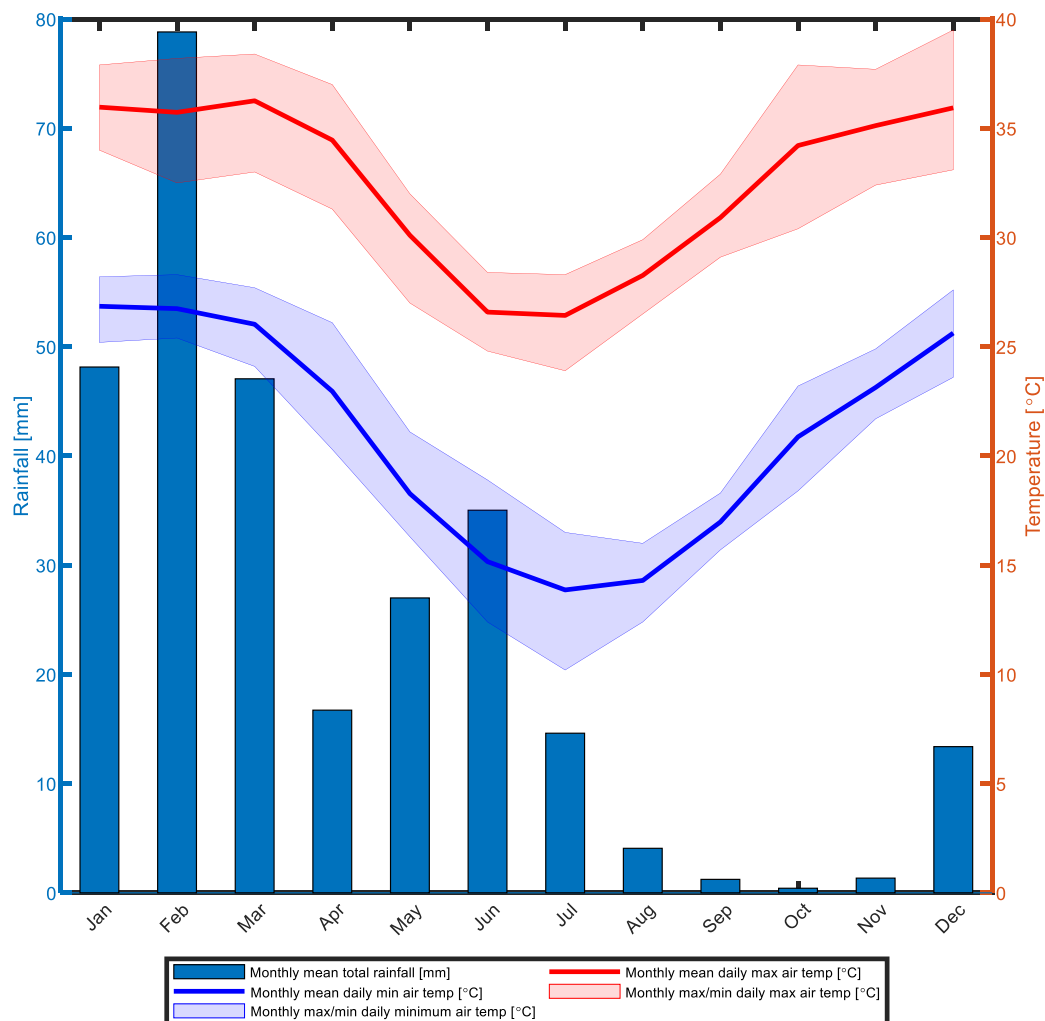 80
70
60
50
40
30
20
10
0
Rainfall [mm]
40
35
30
25
20
15
10
5
0
Temperature [°C]
Jan Feb Mar Apr May Jun Jul Aug Sep Oct Nov Dec
Monthly mean total rainfall [mm]
Monthly mean daily min air temp [°C]
Monthly max/min daily minimum air temp [°C]
Monthly mean daily max air temp [°C]
Monthly max/min daily max air temp [°C]